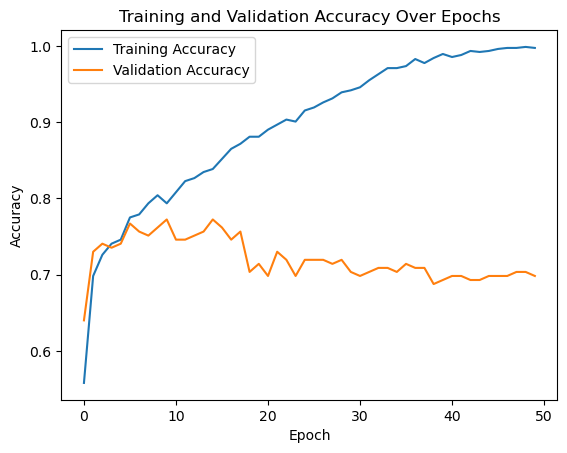 Training and Validation Accuracy Over Epochs
Training Accuracy
Validation Accuracy
Accuracy
1.0
0.9
0.8
0.7
0.6
0
10
20
30
40
50
Epoch